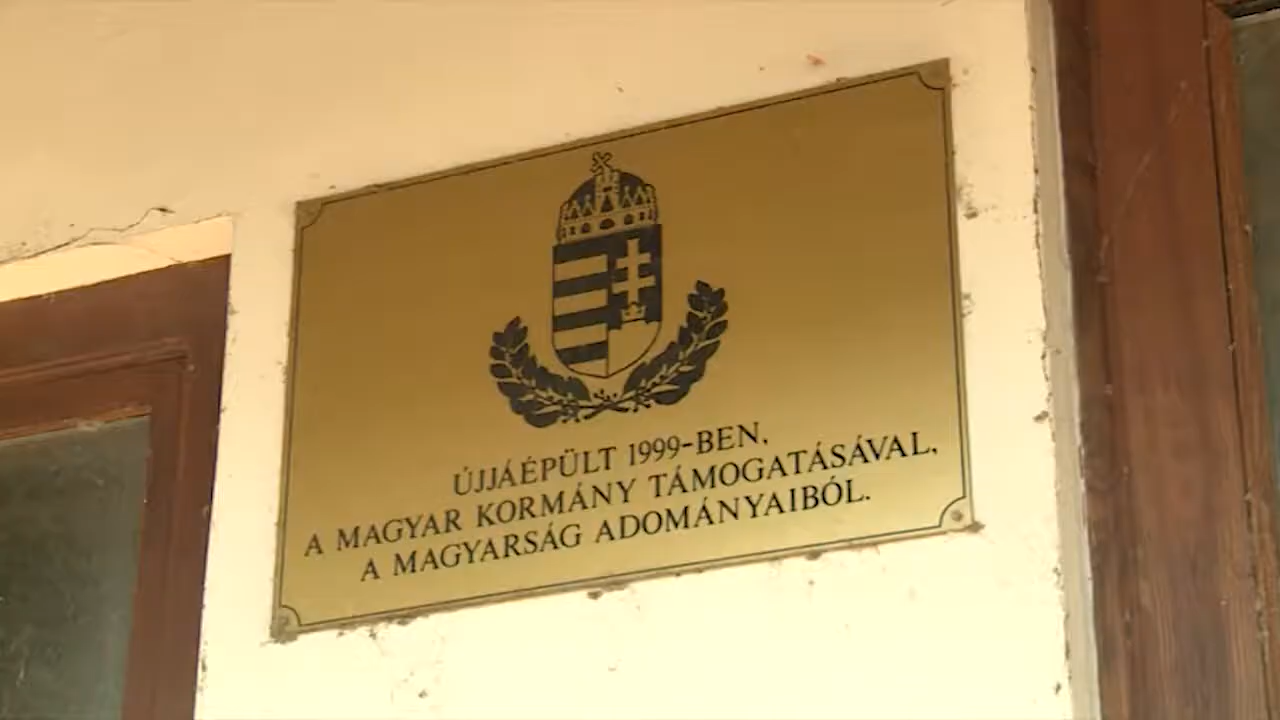 ÚJJÁÉPÜLT 1999-BEN,
A MAGYAR KORMÁNY TÁMOGATÁSÁVAL,
A MAGYARSÁG ADOMÁNYAIBÓL.